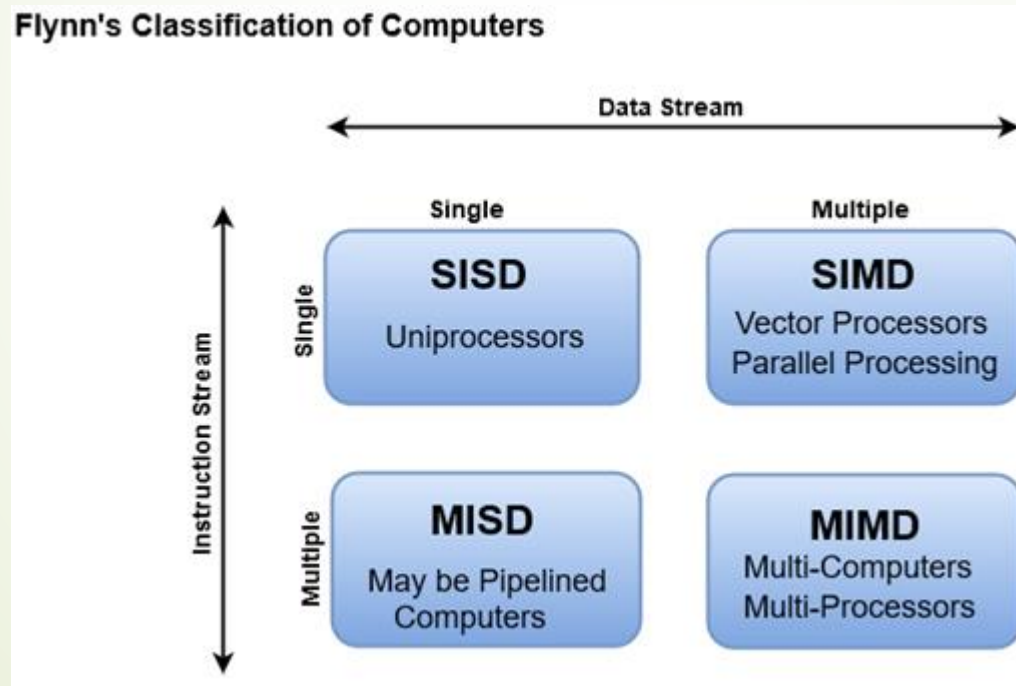 Flynn's Classification of Computers
Data Stream
Single
Multiple
Instruction Stream
Single
SISD
Uniprocessors
SIMD
Vector Processors
Parallel Processing
Multiple
MISD
May be Pipelined
Computers
MIMD
Multi-Computers
Multi-Processors